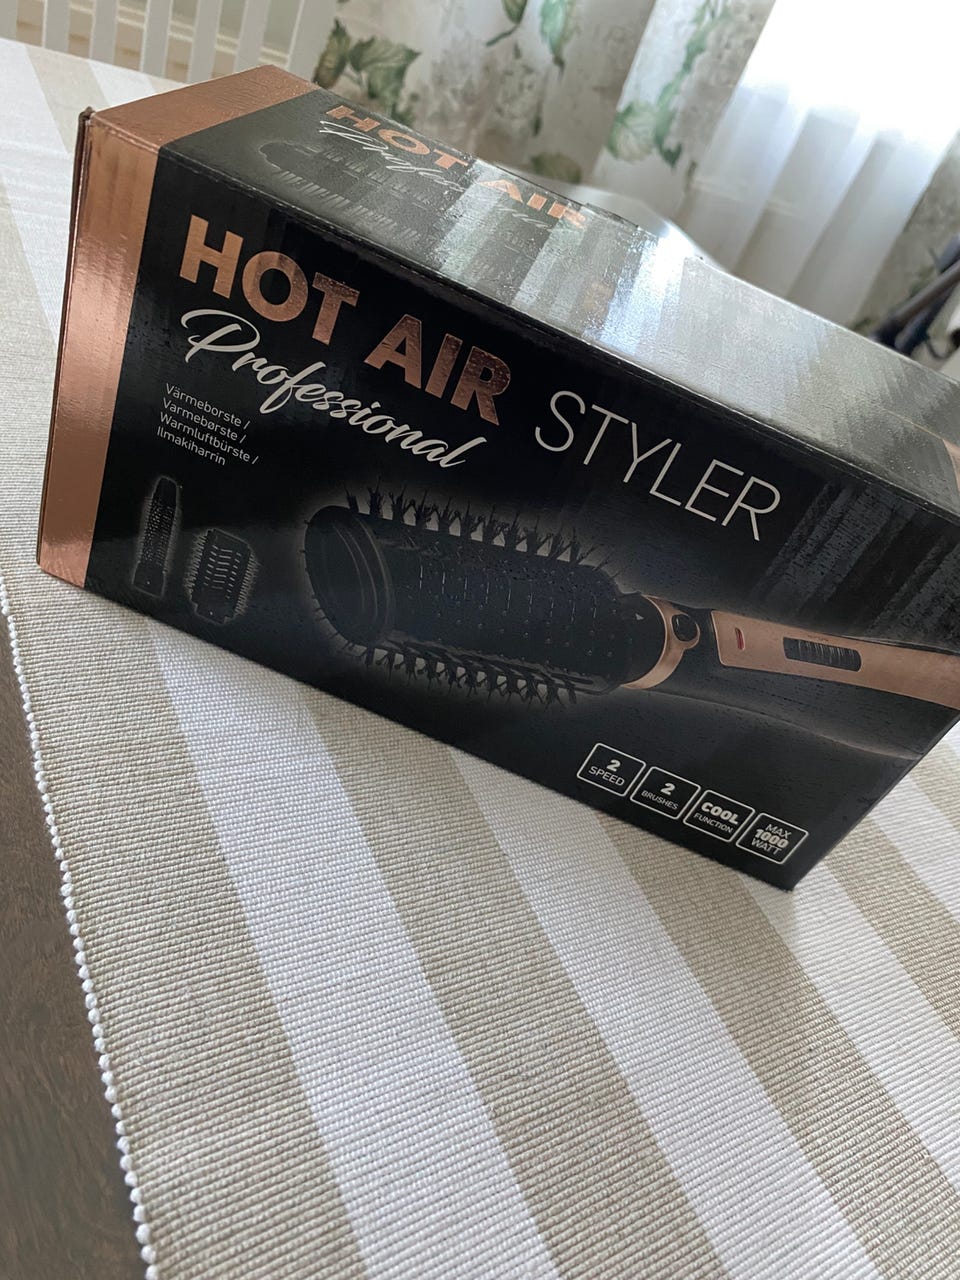 HOT AIR
Professional
HOT AIR STYLER
Professional
Värmeborste /
Varmebørste /
Warmluftbürste /
Ilmakiharrin
2
SPEED
2
BRUSHES
COOL
FUNCTION
MAX
1000
WATT